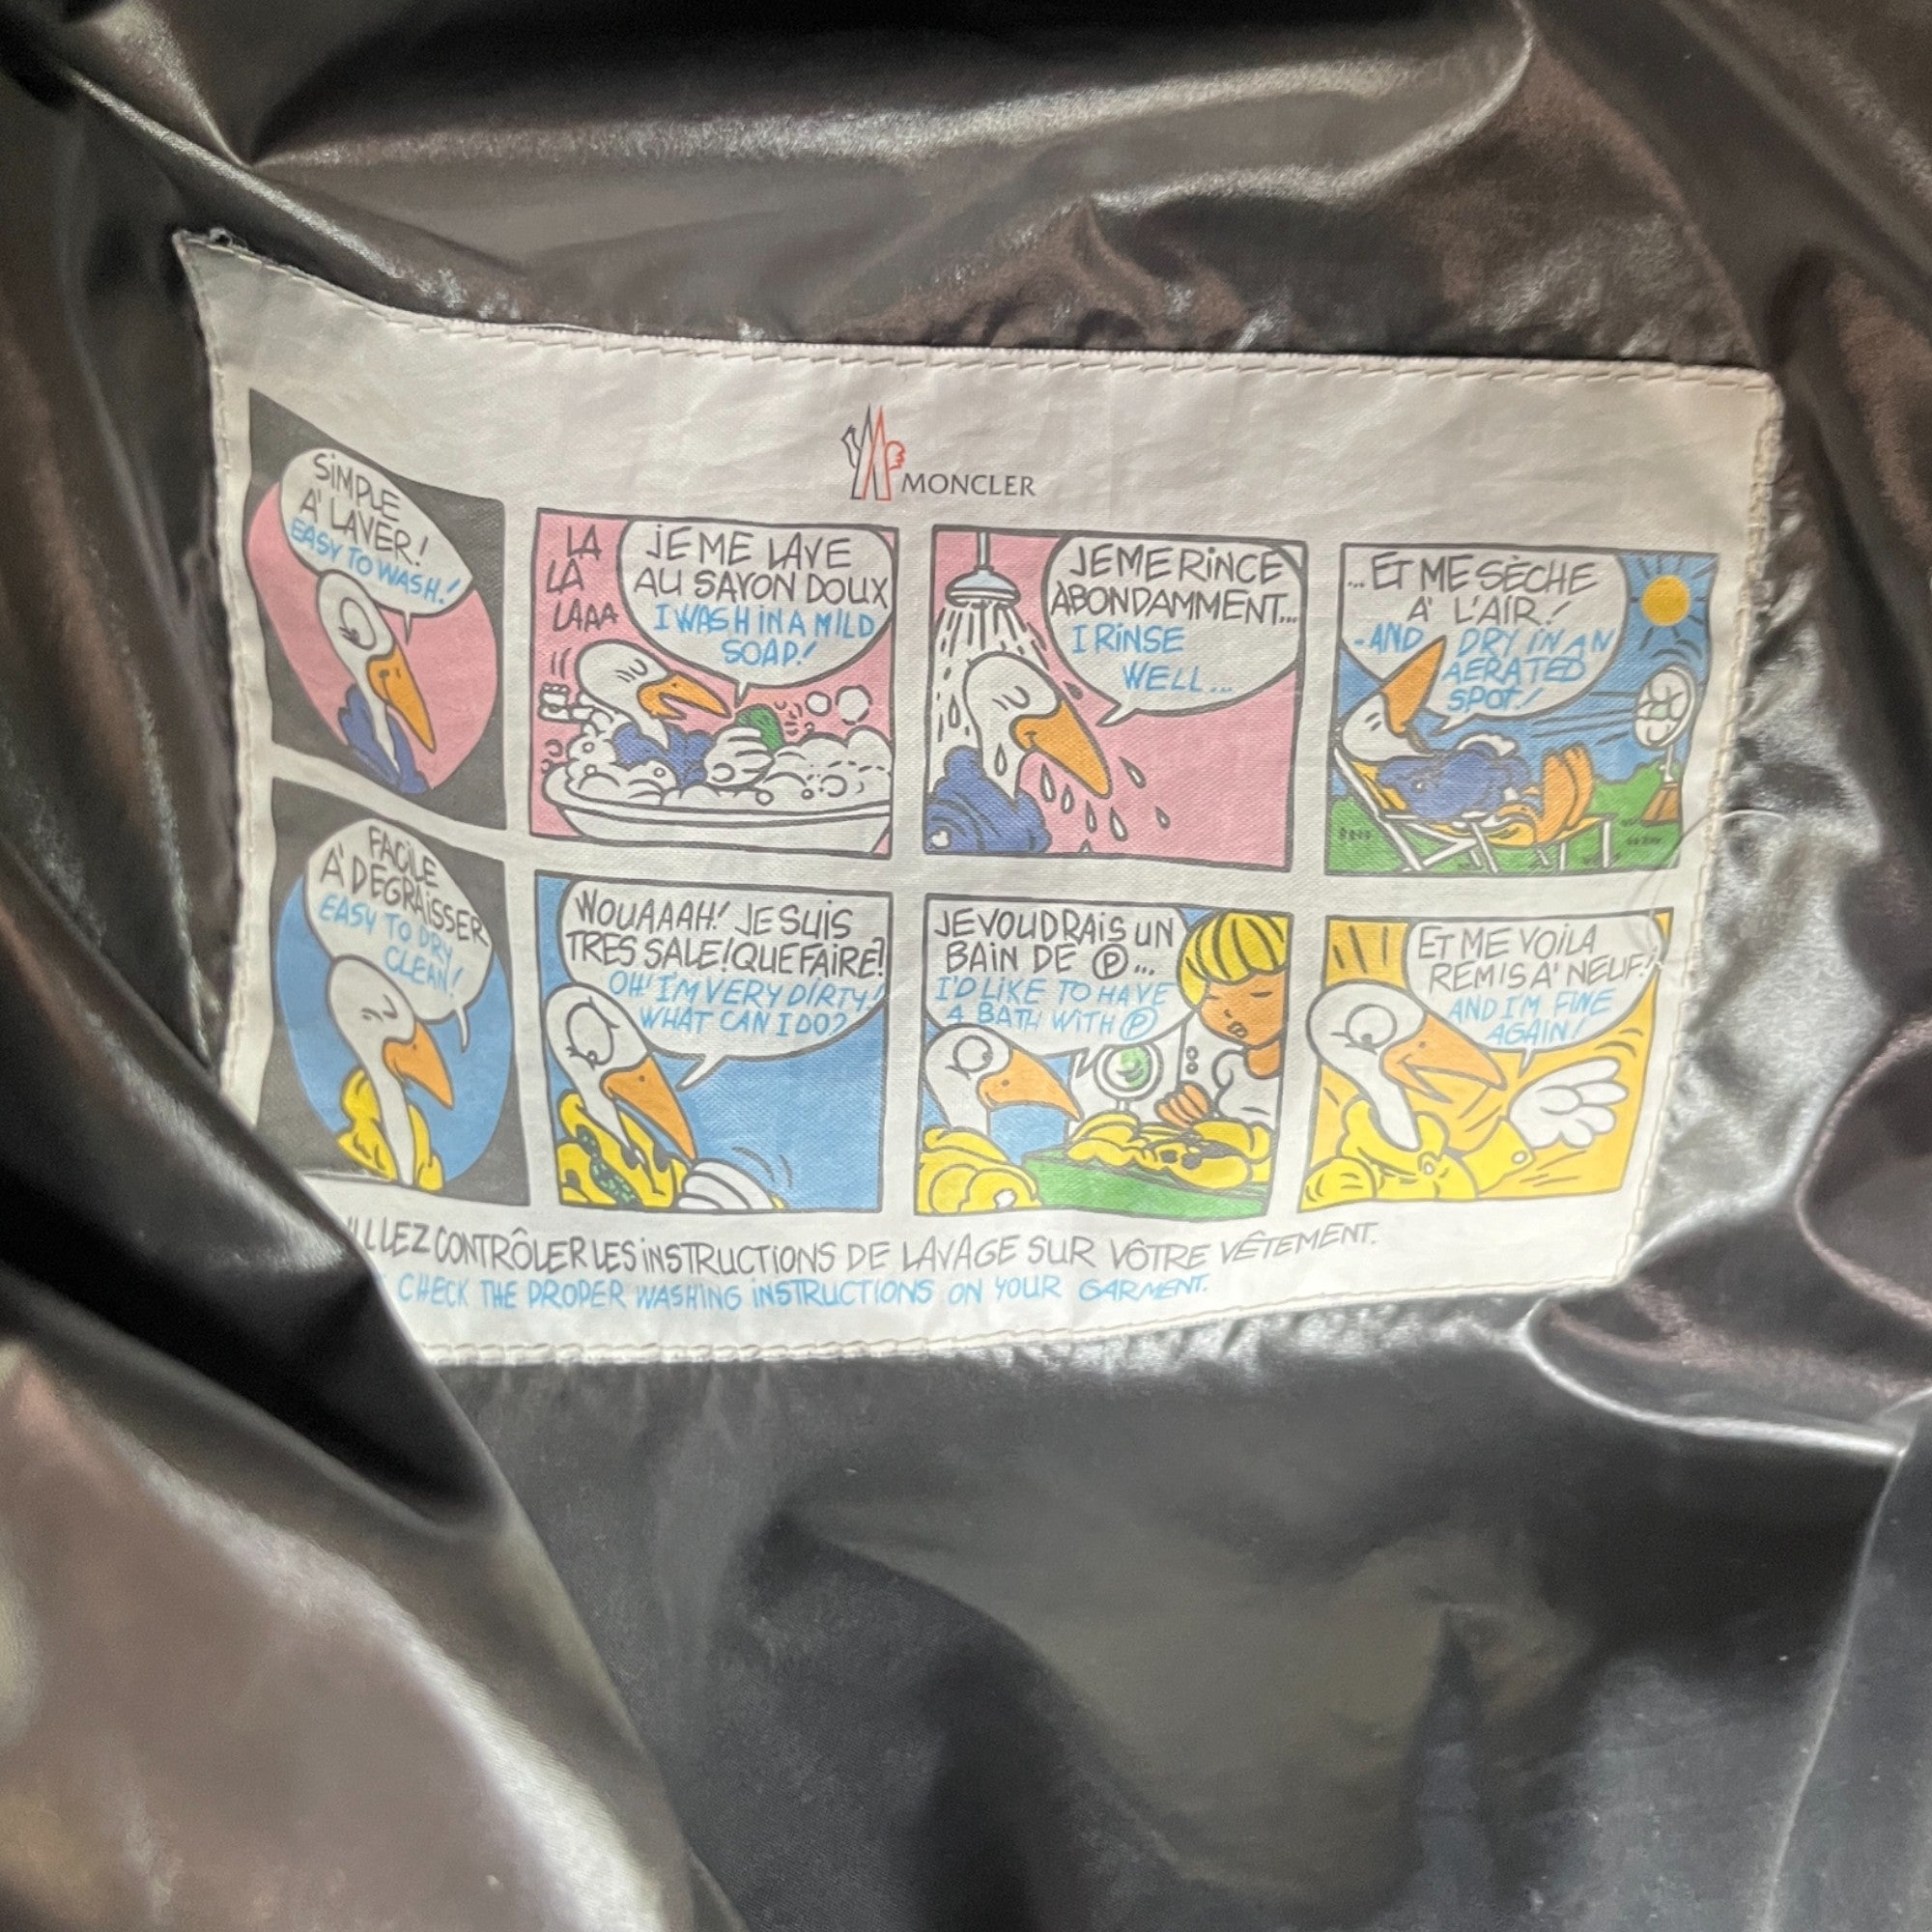 MONCLER
SIMPLE
A' LAVER!
EASY TO WASH!
LA
LA
LAAA
JE ME LAVE
AU SAVON DOUX
I WASH IN A MILD
SOAP!
JE ME RINCE
ABONDAMMENT...
I RINSE
WELL...
... ET ME SÈCHE
A' L'AIR!
-AND DRY IN AN
AERATED
SPOT!
FACILE
A' DEGRAISSER
EASY TO DRY
CLEAN!
WOUAAAH! JE SUIS
TRES SALE! QUE FAIRE?
OH! I'M VERY DIRTY!
WHAT CAN I DO?
JE VOUDRAIS UN
BAIN DE Ⓟ...
I'D LIKE TO HAVE
A BATH WITH Ⓟ
ET ME VOILA
REMIS A' NEUF!
AND I'M FINE
AGAIN!
CONTRÔLER LES INSTRUCTIONS DE LAVAGE SUR VÔTRE VÊTEMENT.
CHECK THE PROPER WASHING INSTRUCTIONS ON YOUR GARMENT.